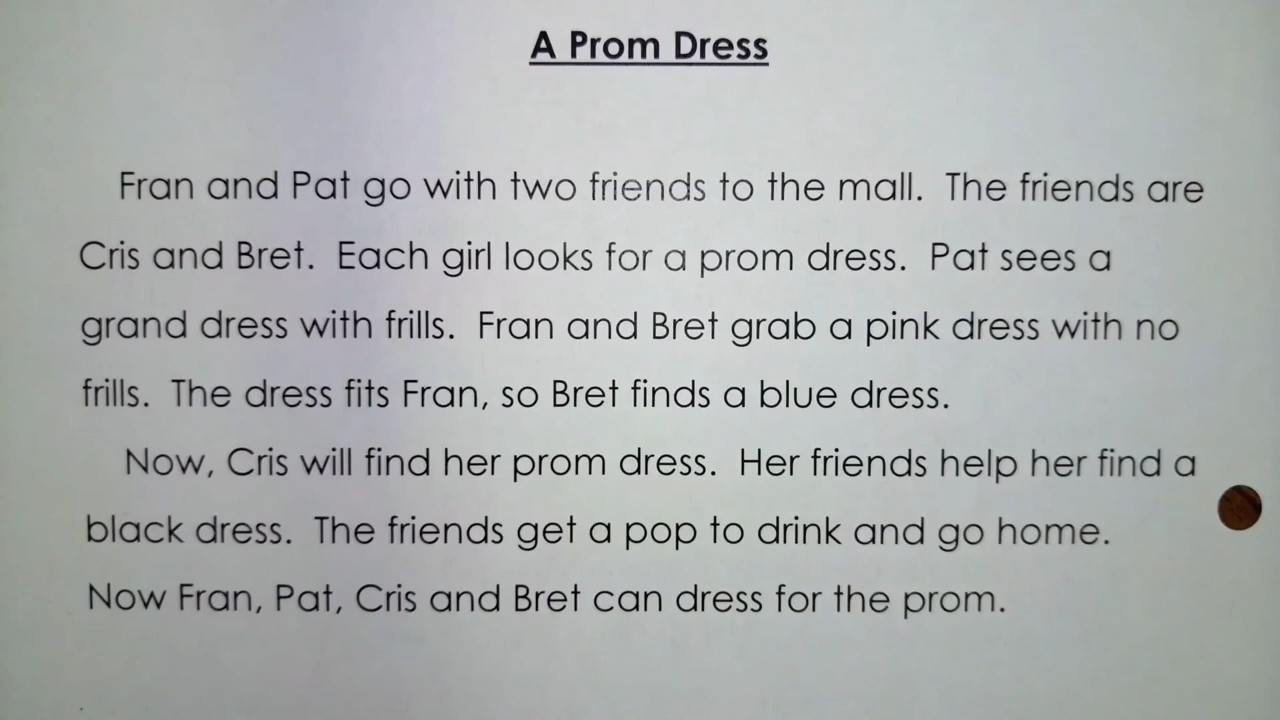 A Prom Dress
Fran and Pat go with two friends to the mall.  The friends are
Cris and Bret.  Each girl looks for a prom dress.  Pat sees a
grand dress with frills.  Fran and Bret grab a pink dress with no
frills.  The dress fits Fran, so Bret finds a blue dress.
Now, Cris will find her prom dress.  Her friends help her find a
black dress.  The friends get a pop to drink and go home.
Now Fran, Pat, Cris and Bret can dress for the prom.